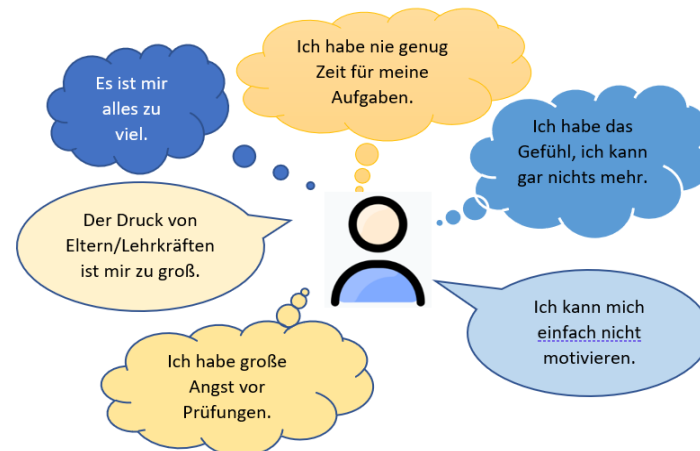 Ich habe nie genug
Zeit für meine
Aufgaben.
Es ist mir
alles zu
viel.
Ich habe das
Gefühl, ich kann
gar nichts mehr.
Der Druck von
Eltern/Lehrkräften
ist mir zu groß.
Ich kann mich
einfach nicht
motivieren.
Ich habe große
Angst vor
Prüfungen.